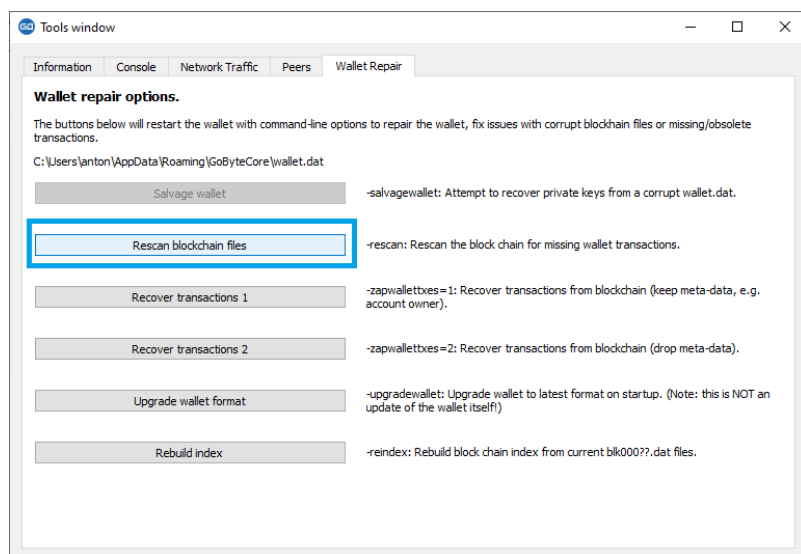 GO Tools window
Information Console Network Traffic Peers Wallet Repair
Wallet repair options.
The buttons below will restart the wallet with command-line options to repair the wallet, fix issues with corrupt blockhain files or missing/obsolete
transactions.
C:\Users\anton\AppData\Roaming\GoByteCore\wallet.dat
Salvage wallet -salvagewallet: Attempt to recover private keys from a corrupt wallet.dat.
Rescan blockchain files -rescan: Rescan the block chain for missing wallet transactions.
Recover transactions 1 -zapwallettxes=1: Recover transactions from blockchain (keep meta-data, e.g.
account owner).
Recover transactions 2 -zapwallettxes=2: Recover transactions from blockchain (drop meta-data).
Upgrade wallet format -upgradewallet: Upgrade wallet to latest format on startup. (Note: this is NOT an
update of the wallet itself!)
Rebuild index -reindex: Rebuild block chain index from current blk000??.dat files.